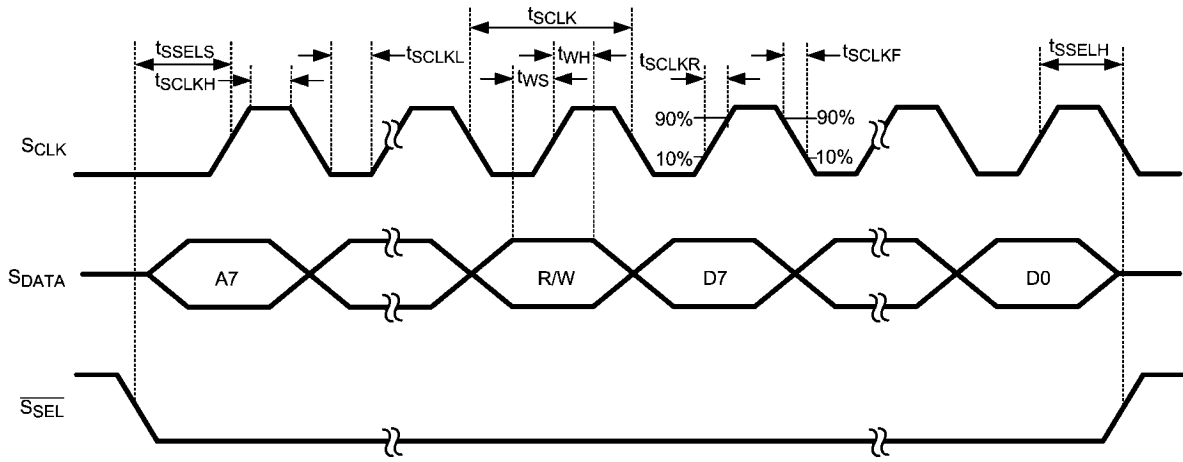 tSCLK
tSSELS
tSCLKL
tWH
tSCLKR
tSCLKF
tSSELH
tSCLKH
tWS
90%
90%
SCLK
10%
10%
SDATA
A7
R/W
D7
D0
SSEL